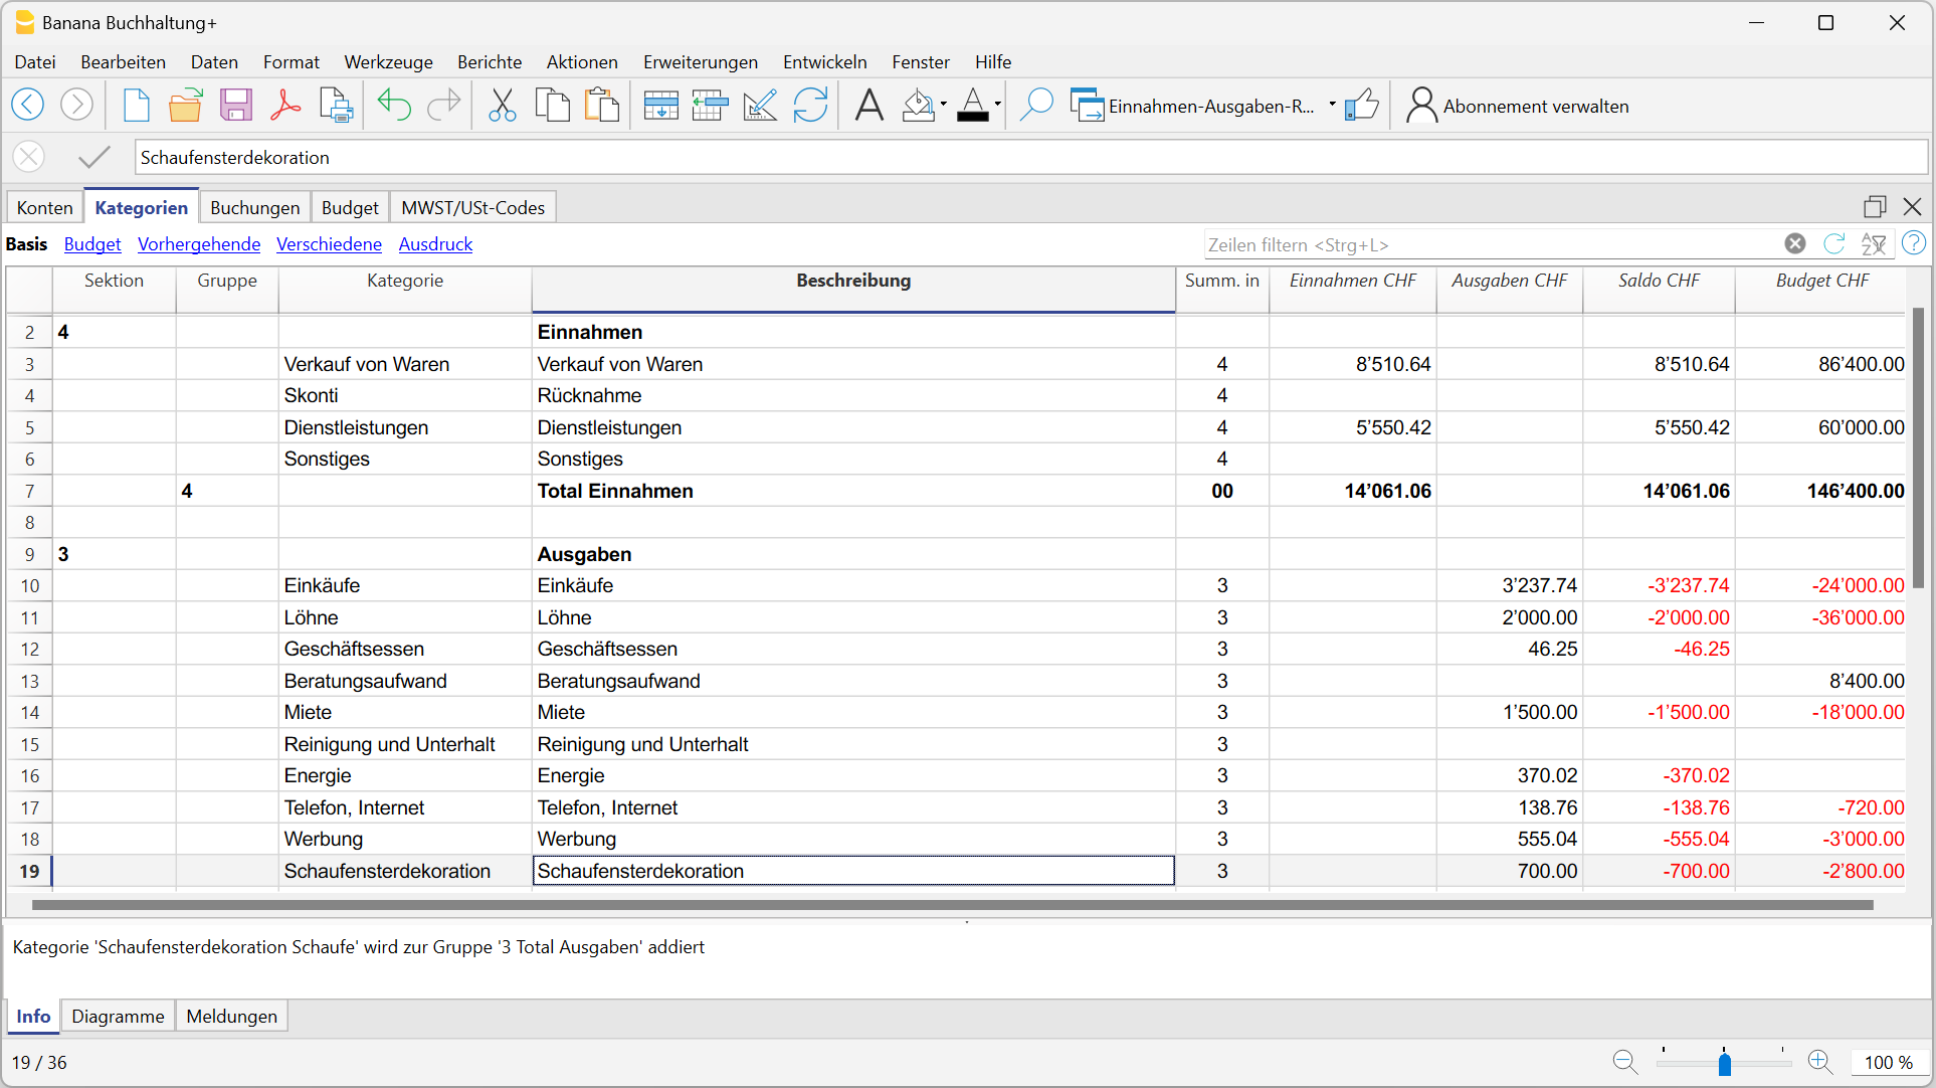 Banana Buchhaltung+
Datei Bearbeiten Daten Format Werkzeuge Berichte Aktionen Erweiterungen Entwickeln Fenster Hilfe
Einnahmen-Ausgaben-R... Abonnement verwalten
Schaufensterdekoration
Konten Kategorien Buchungen Budget MWST/USt-Codes
Basis Budget Vorhergehende Verschiedene Ausdruck Zeilen filtern <Strg+L>
Sektion Gruppe Kategorie Beschreibung Summ. in Einnahmen CHF Ausgaben CHF Saldo CHF Budget CHF
2 4 Einnahmen
3 Verkauf von Waren Verkauf von Waren 4 8’510.64 8’510.64 86’400.00
4 Skonti Rücknahme 4
5 Dienstleistungen Dienstleistungen 4 5’550.42 5’550.42 60’000.00
6 Sonstiges Sonstiges 4
7 4 Total Einnahmen 00 14’061.06 14’061.06 146’400.00
8
9 3 Ausgaben
10 Einkäufe Einkäufe 3 3’237.74 -3’237.74 -24’000.00
11 Löhne Löhne 3 2’000.00 -2’000.00 -36’000.00
12 Geschäftsessen Geschäftsessen 3 46.25 -46.25
13 Beratungsaufwand Beratungsaufwand 3 8’400.00
14 Miete Miete 3 1’500.00 -1’500.00 -18’000.00
15 Reinigung und Unterhalt Reinigung und Unterhalt 3
16 Energie Energie 3 370.02 -370.02
17 Telefon, Internet Telefon, Internet 3 138.76 -138.76 -720.00
18 Werbung Werbung 3 555.04 -555.04 -3’000.00
19 Schaufensterdekoration Schaufensterdekoration 3 700.00 -700.00 -2’800.00
Kategorie 'Schaufensterdekoration Schaufe' wird zur Gruppe '3 Total Ausgaben' addiert
Info Diagramme Meldungen
19 / 36 100 %